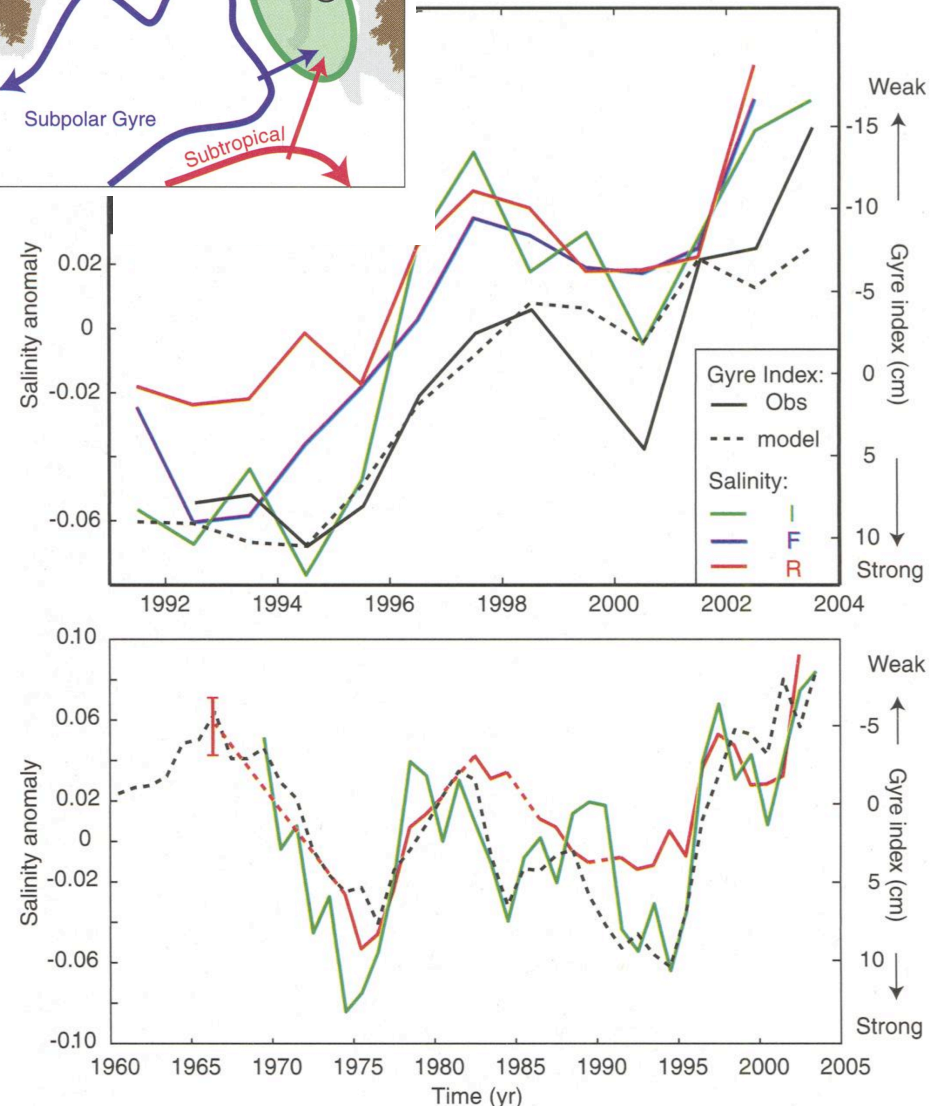 Subpolar Gyre
Subtropical
Weak
-15
-10
-5
0
5
10
Strong
Gyre index (cm)
Salinity anomaly
0.02
0
-0.02
-0.06
Gyre Index:
Obs
model
Salinity:
I
F
R
1992 1994 1996 1998 2000 2002 2004
0.10
0.06
0.02
0
-0.02
-0.06
-0.10
Salinity anomaly
Weak
-5
0
5
10
Strong
Gyre index (cm)
1960 1965 1970 1975 1980 1985 1990 1995 2000 2005
Time (yr)